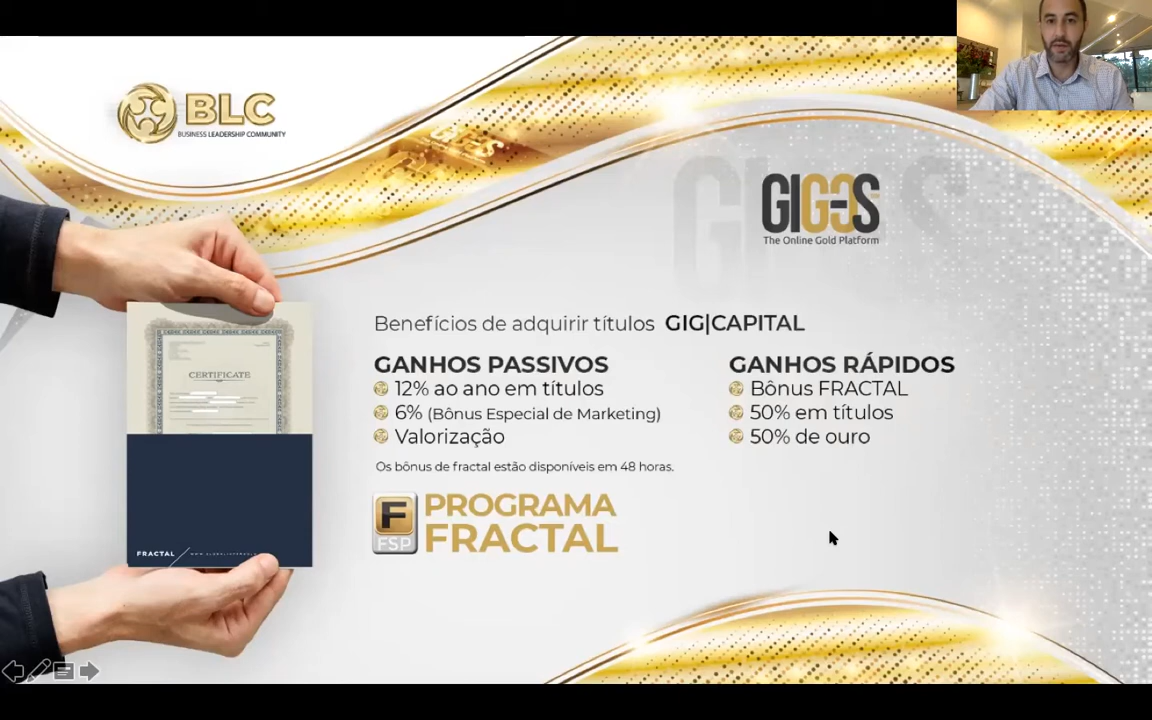 BLC
BUSINESS LEADERSHIP COMMUNITY
GIGOS
The Online Gold Platform
Benefícios de adquirir títulos GIG|CAPITAL
GANHOS PASSIVOS
12% ao ano em títulos
6% (Bônus Especial de Marketing)
Valorização
GANHOS RÁPIDOS
Bônus FRACTAL
50% em títulos
50% de ouro
Os bônus de fractal estão disponíveis em 48 horas.
F
FSP
PROGRAMA
FRACTAL
CERTIFICATE
FRACTAL